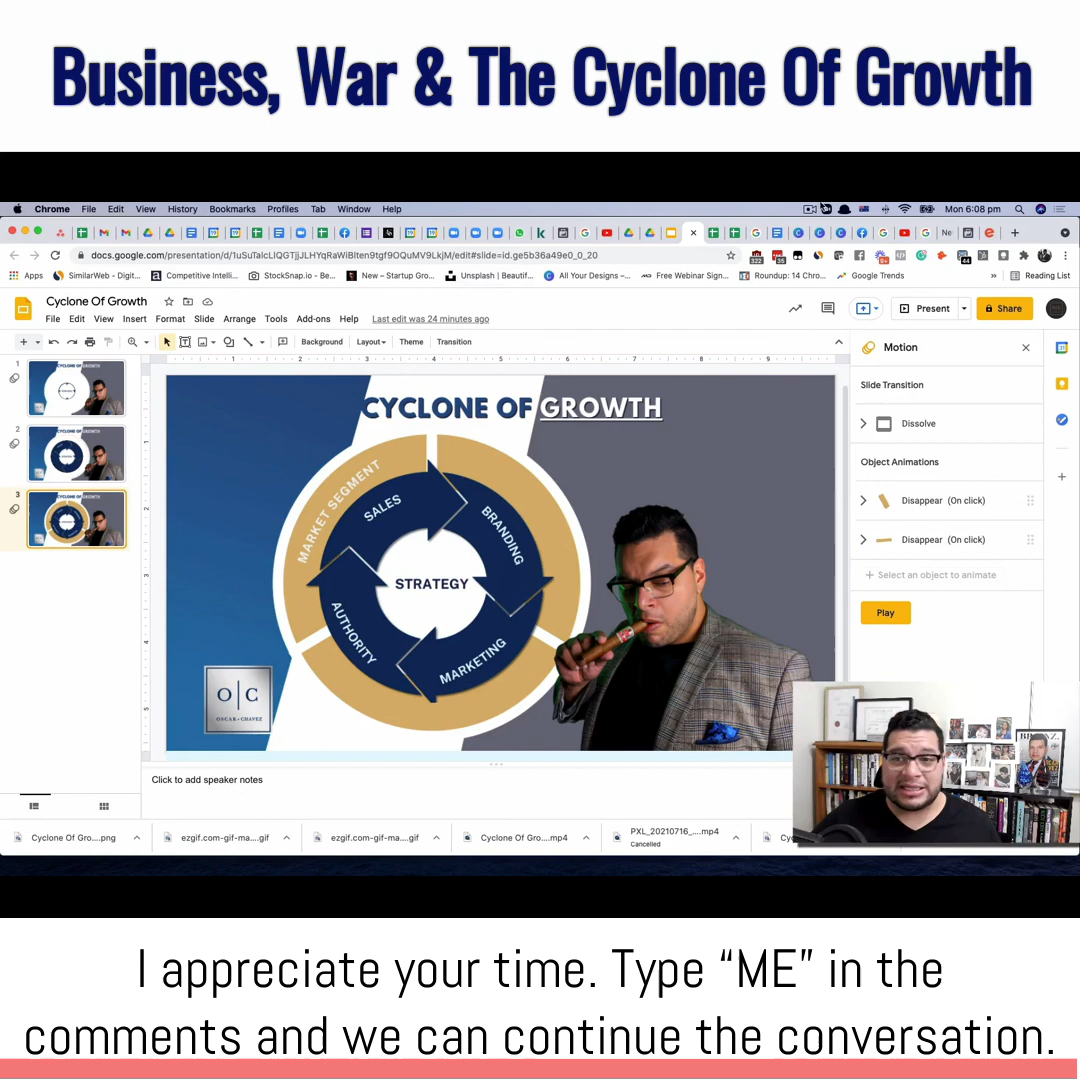 Business, War & The Cyclone Of Growth
Chrome File Edit View History Bookmarks Profiles Tab Window Help Mon 6:08 pm
docs.google.com/presentation/d/
Apps SimilarWeb - Digit... Competitive Intelli... StockSnap.io - Be... New – Startup Gro... Unsplash | Beautif... All Your Designs –... Free Webinar Sign... Roundup: 14 Chro... Google Trends » Reading List
Cyclone Of Growth
Present Share
File Edit View Insert Format Slide Arrange Tools Add-ons Help Last edit was 24 minutes ago
Background Layout Theme Transition
Motion
Slide Transition
Dissolve
Object Animations
Disappear (On click)
Disappear (On click)
+ Select an object to animate
Play
1
2
3
CYCLONE OF GROWTH
MARKET SEGMENT
SALES
BRANDING
STRATEGY
AUTHORITY
MARKETING
O|C
OSCAR CHAVEZ
Click to add speaker notes
Cyclone Of Gro....png ezgif.com-gif-ma....gif ezgif.com-gif-ma....gif Cyclone Of Gro....mp4 PXL_20210716_....mp4
Cancelled
I appreciate your time. Type “ME” in the
comments and we can continue the conversation.